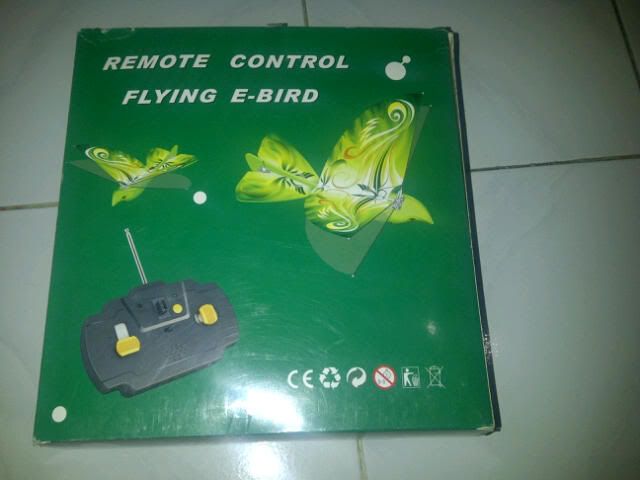 REMOTE CONTROL
FLYING E-BIRD
CE